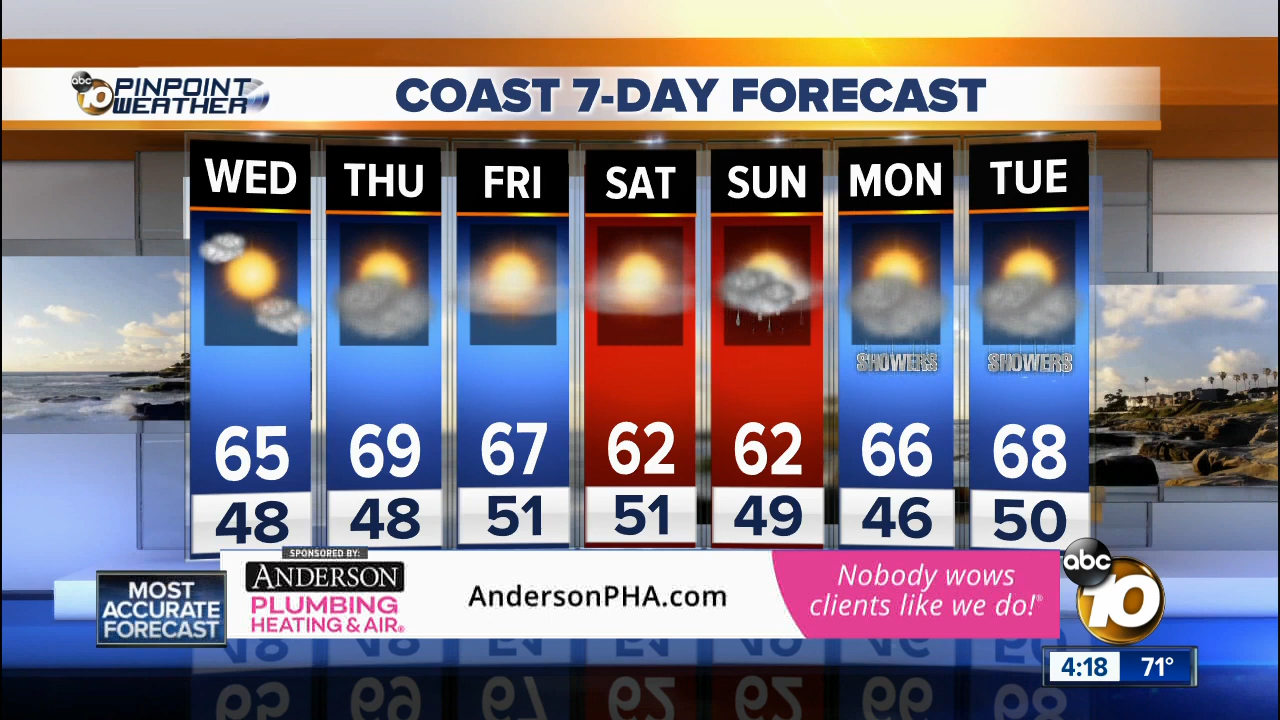 abc 10 PINPOINT WEATHER
COAST 7-DAY FORECAST
WED THU FRI SAT SUN MON TUE
SHOWERS SHOWERS
65 69 67 62 62 66 68
48 48 51 51 49 46 50
SPONSORED BY:
ANDERSON
PLUMBING
HEATING & AIR®
AndersonPHA.com
Nobody wows
clients like we do!®
MOST
ACCURATE
FORECAST
abc
10
4:18 71°